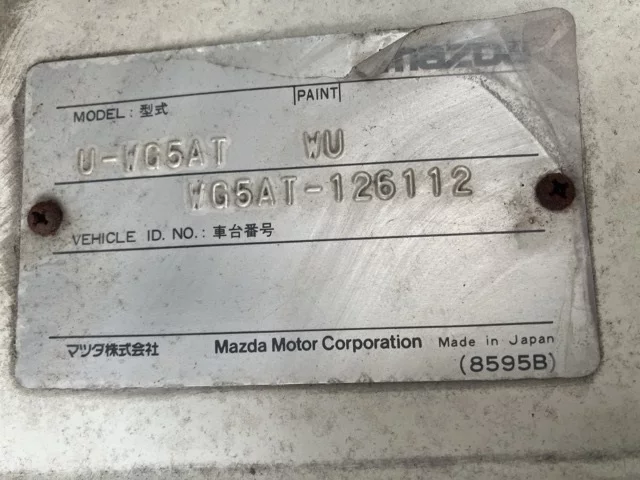 mazda
MODEL : 型式 PAINT
U-WG5AT WU
WG5AT-126112
VEHICLE ID. NO.: 車台番号
マツダ株式会社 Mazda Motor Corporation Made in Japan
(8595B)